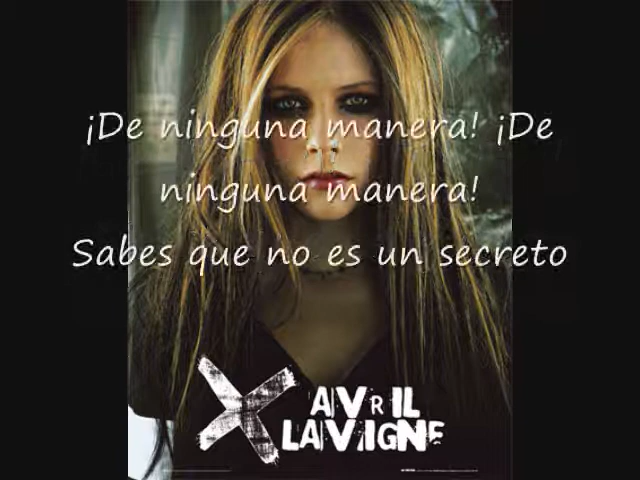 ¡De ninguna manera! ¡De
ninguna manera!
Sabes que no es un secreto
AVRIL
LAVIGNE